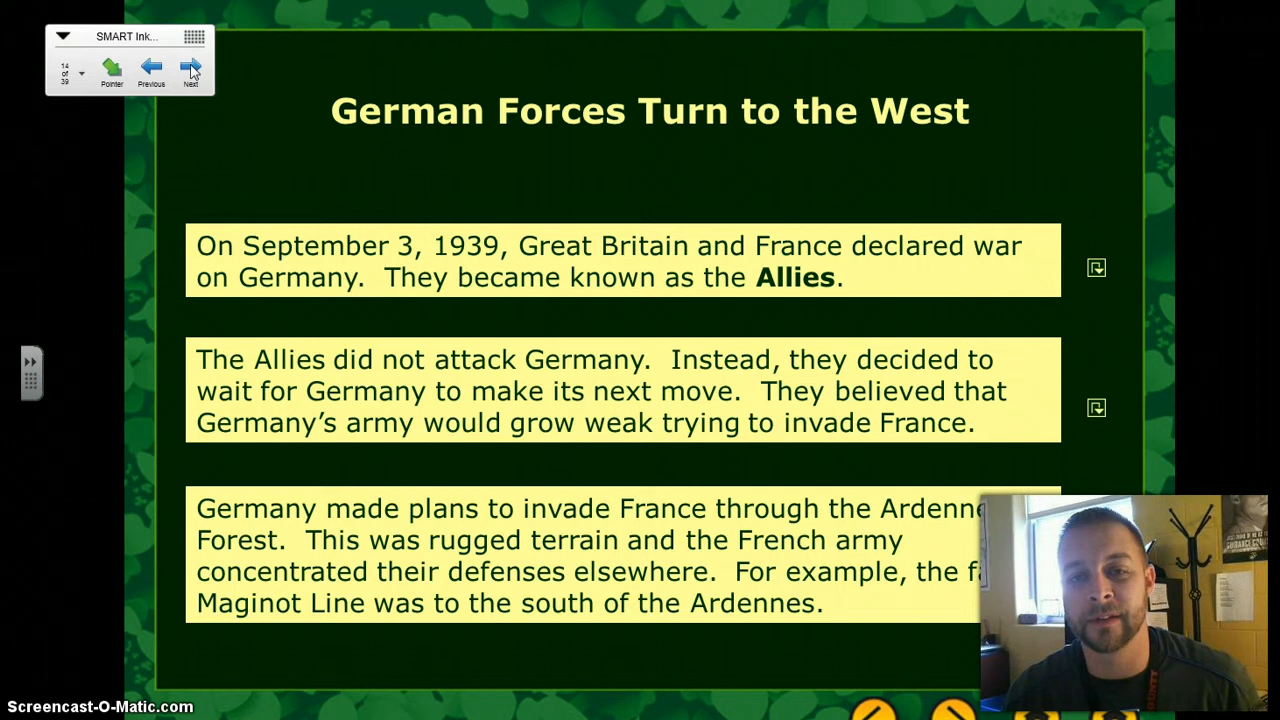 SMART Ink...
14
of
39
Pointer
Previous
Next
German Forces Turn to the West
On September 3, 1939, Great Britain and France declared war
on Germany.  They became known as the Allies.
The Allies did not attack Germany.  Instead, they decided to
wait for Germany to make its next move.  They believed that
Germany’s army would grow weak trying to invade France.
Germany made plans to invade France through the
Forest.  This was rugged terrain and the French army
concentrated their defenses elsewhere.  For example, the
Maginot Line was to the south of the Ardennes.
Screencast-O-Matic.com